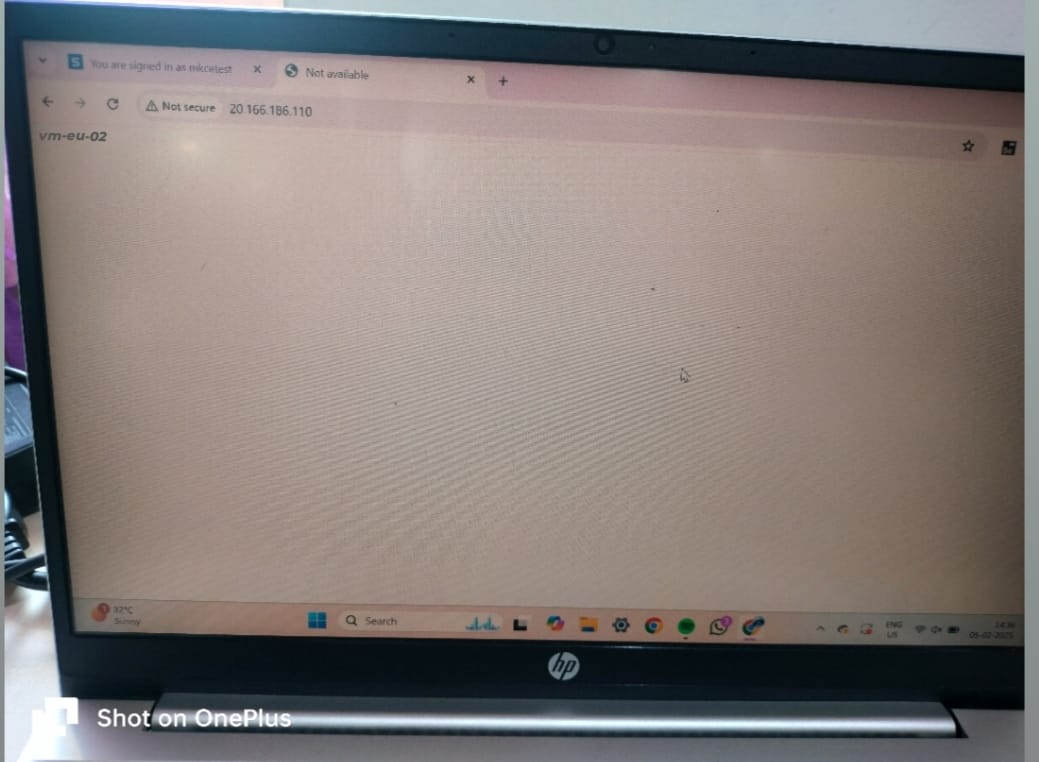 You are signed in as mkcetest
Not available
Not secure
20.166.186.110
vm-eu-02
1
32°C
Sunny
Search
ENG
US
14:36
05-02-2025
hp
Shot on OnePlus